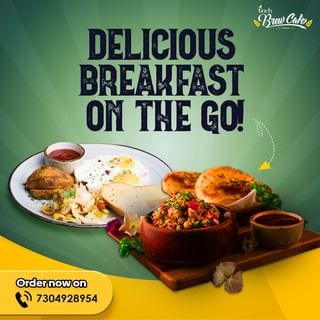 Brew Cafe
DELICIOUS
BREAKFAST
ON THE GO!
Order now on
7304928954